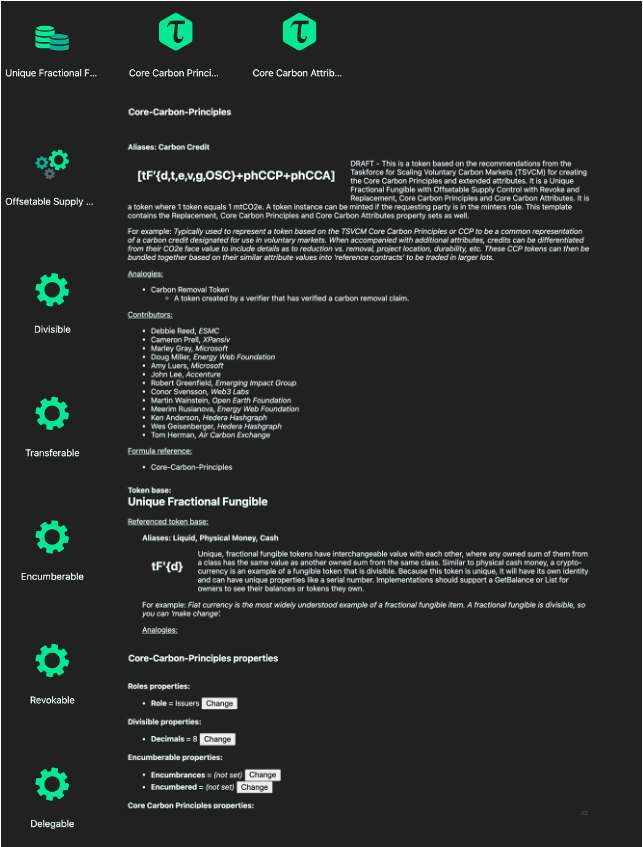 Unique Fractional F...
Core Carbon Princi...
Core Carbon Attrib...
Core-Carbon-Principles
Aliases: Carbon Credit
[tF'{d,t,e,v,g,OSC}+phCCP+phCCA]
DRAFT - This is a token based on the recommendations from the
Taskforce for Scaling Voluntary Carbon Markets (TSVCM) for creating
the Core Carbon Principles and extended attributes. It is a Unique
Fractional Fungible with Offsetable Supply Control with Revoke and
Replacement, Core Carbon Principles and Core Carbon Attributes. It is
a token where 1 token equals 1 mtCO2e. A token instance can be minted if the requesting party is in the minters role. This template
contains the Replacement, Core Carbon Principles and Core Carbon Attributes property sets as well.
For example: Typically used to represent a token based on the TSVCM Core Carbon Principles or CCP to be a common representation
of a carbon credit designated for use in voluntary markets. When accompanied with additional attributes, credits can be differentiated
from their CO2e face value to include details as to reduction vs. removal, project location, durability, etc. These CCP tokens can then be
bundled together based on their similar attribute values into 'reference contracts' to be traded in larger lots.
Analogies:
• Carbon Removal Token
◦ A token created by a verifier that has verified a carbon removal claim.
Contributors:
• Debbie Reed, ESMC
• Cameron Prell, XPansiv
• Marley Gray, Microsoft
• Doug Miller, Energy Web Foundation
• Amy Luers, Microsoft
• John Lee, Accenture
• Robert Greenfield, Emerging Impact Group
• Conor Svensson, Web3 Labs
• Martin Wainstein, Open Earth Foundation
• Meerim Ruslanova, Energy Web Foundation
• Ken Anderson, Hedera Hashgraph
• Wes Geisenberger, Hedera Hashgraph
• Tom Herman, Air Carbon Exchange
Formula reference:
• Core-Carbon-Principles
Token base:
Unique Fractional Fungible
Referenced token base:
Aliases: Liquid, Physical Money, Cash
tF'{d}
Unique, fractional fungible tokens have interchangeable value with each other, where any owned sum of them from
a class has the same value as another owned sum from the same class. Similar to physical cash money, a crypto-
currency is an example of a fungible token that is divisible. Because this token is unique, it will have its own identity
and can have unique properties like a serial number. Implementations should support a GetBalance or List for
owners to see their balances or tokens they own.
For example: Fiat currency is the most widely understood example of a fractional fungible item. A fractional fungible is divisible, so
you can 'make change'.
Analogies:
Core-Carbon-Principles properties
Roles properties:
• Role = Issuers Change
Divisible properties:
• Decimals = 8 Change
Encumberable properties:
• Encumbrances = (not set) Change
• Encumbered = (not set) Change
Core Carbon Principles properties:
Offsetable Supply ...
Divisible
Transferable
Encumberable
Revokable
Delegable